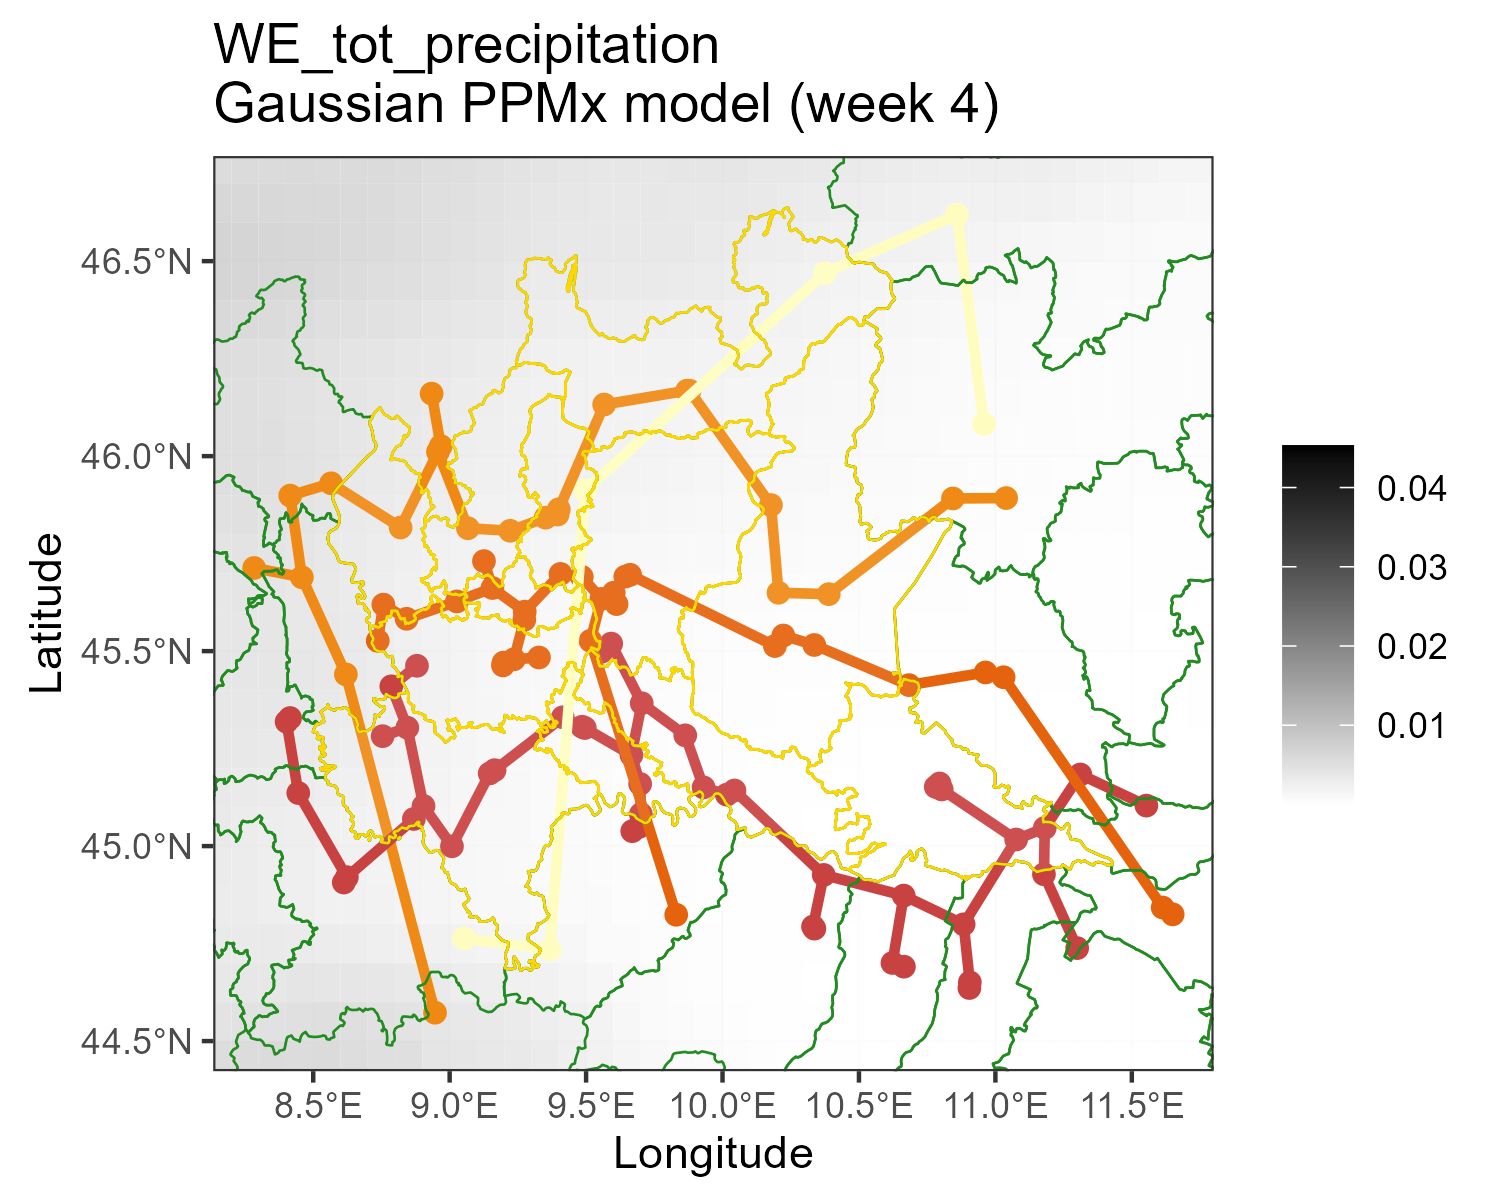 WE_tot_precipitation
Gaussian PPMx model (week 4)
46.5°N
46.0°N
45.5°N
45.0°N
44.5°N
Latitude
8.5°E 9.0°E 9.5°E 10.0°E 10.5°E 11.0°E 11.5°E
Longitude
0.04
0.03
0.02
0.01